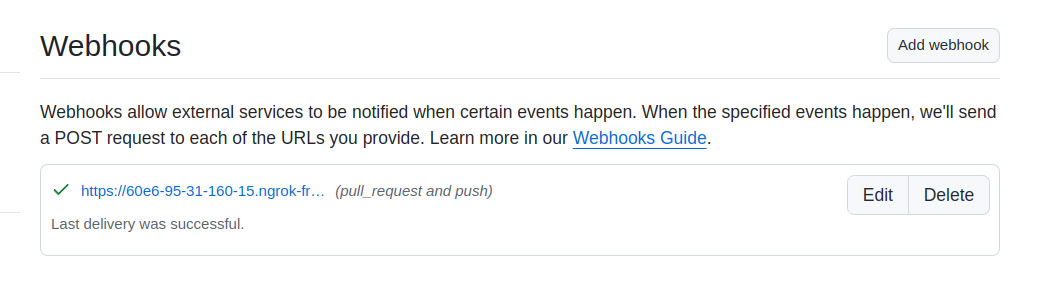 Webhooks
Add webhook
Webhooks allow external services to be notified when certain events happen. When the specified events happen, we'll send
a POST request to each of the URLs you provide. Learn more in our Webhooks Guide.
https://60e6-95-31-160-15.ngrok-fr… (pull_request and push)
Edit
Delete
Last delivery was successful.